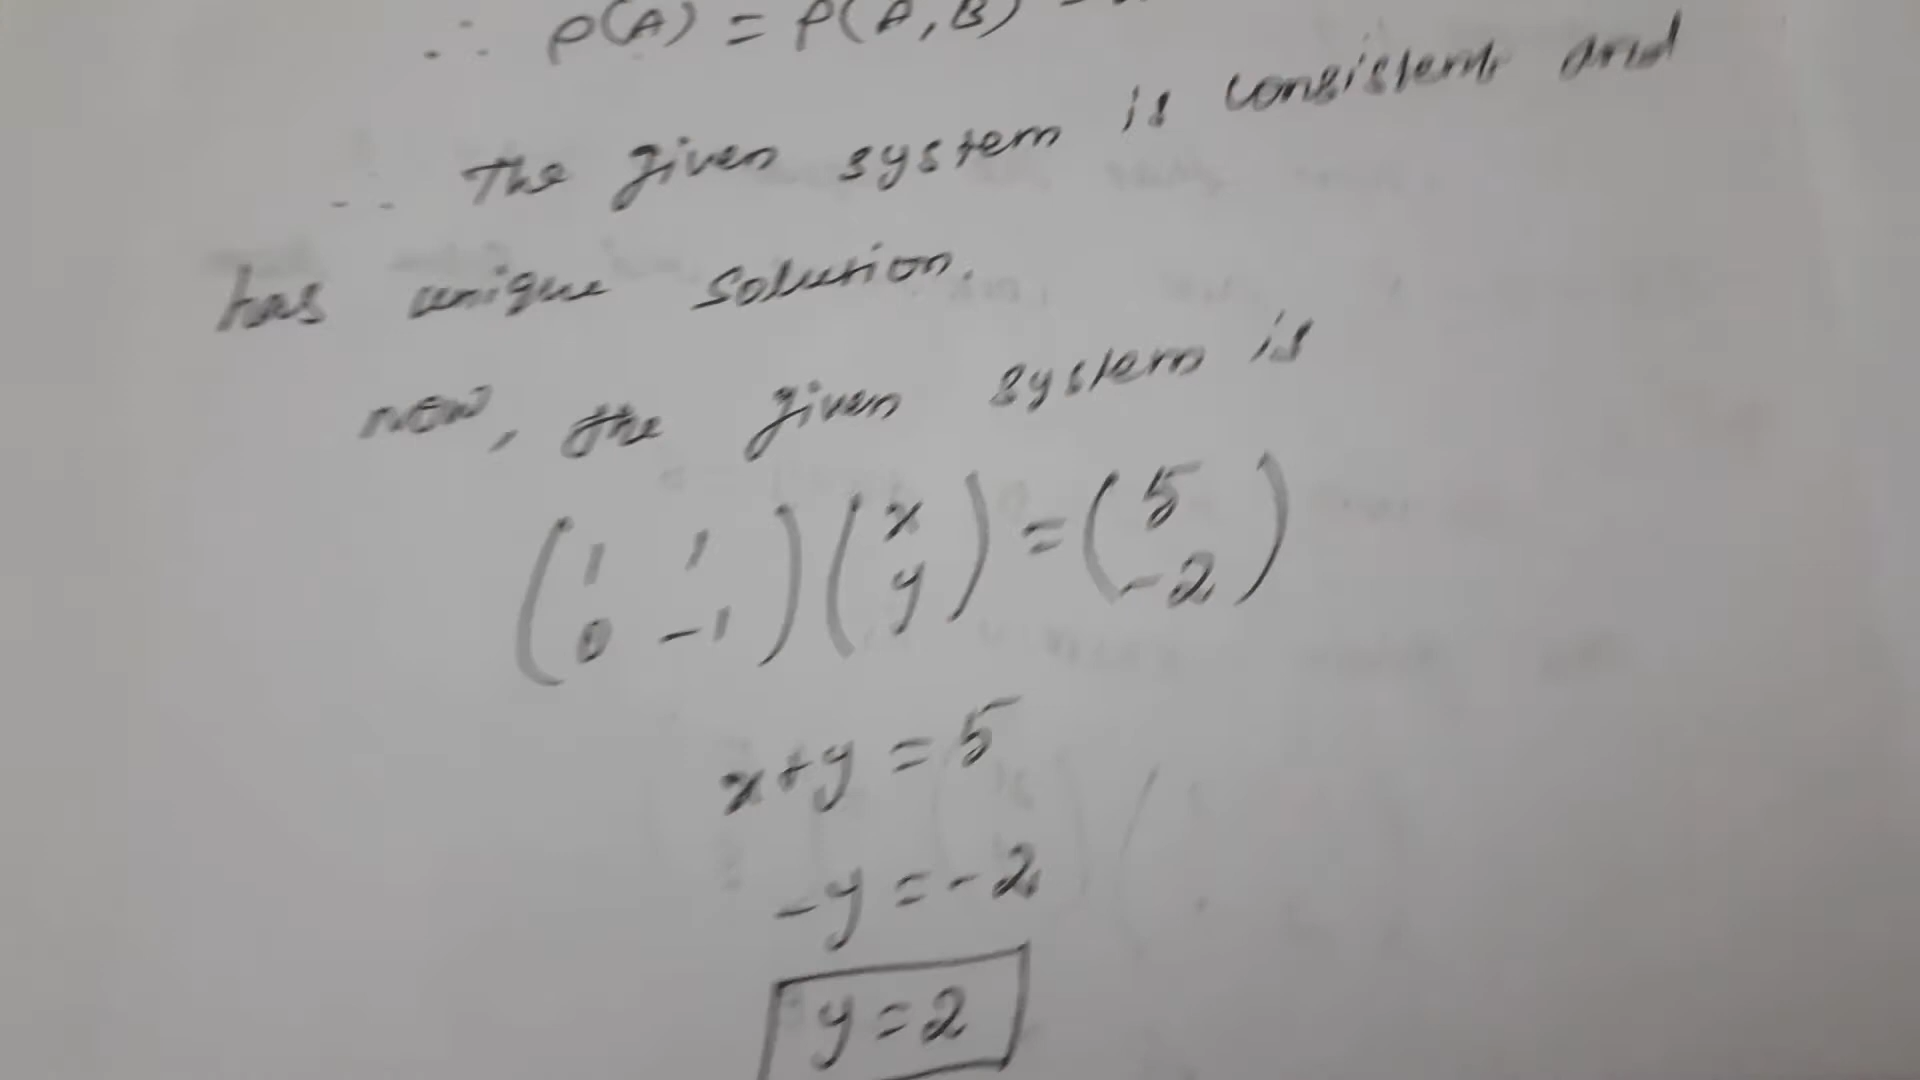 ∴ ρ(A) = ρ(A,B)
∴ The given system is consistent and
has unique solution.
now, the given system is
(1 1) (x) = (5)
(0 -1) (y) (-2)
x+y = 5
-y = -2
y = 2